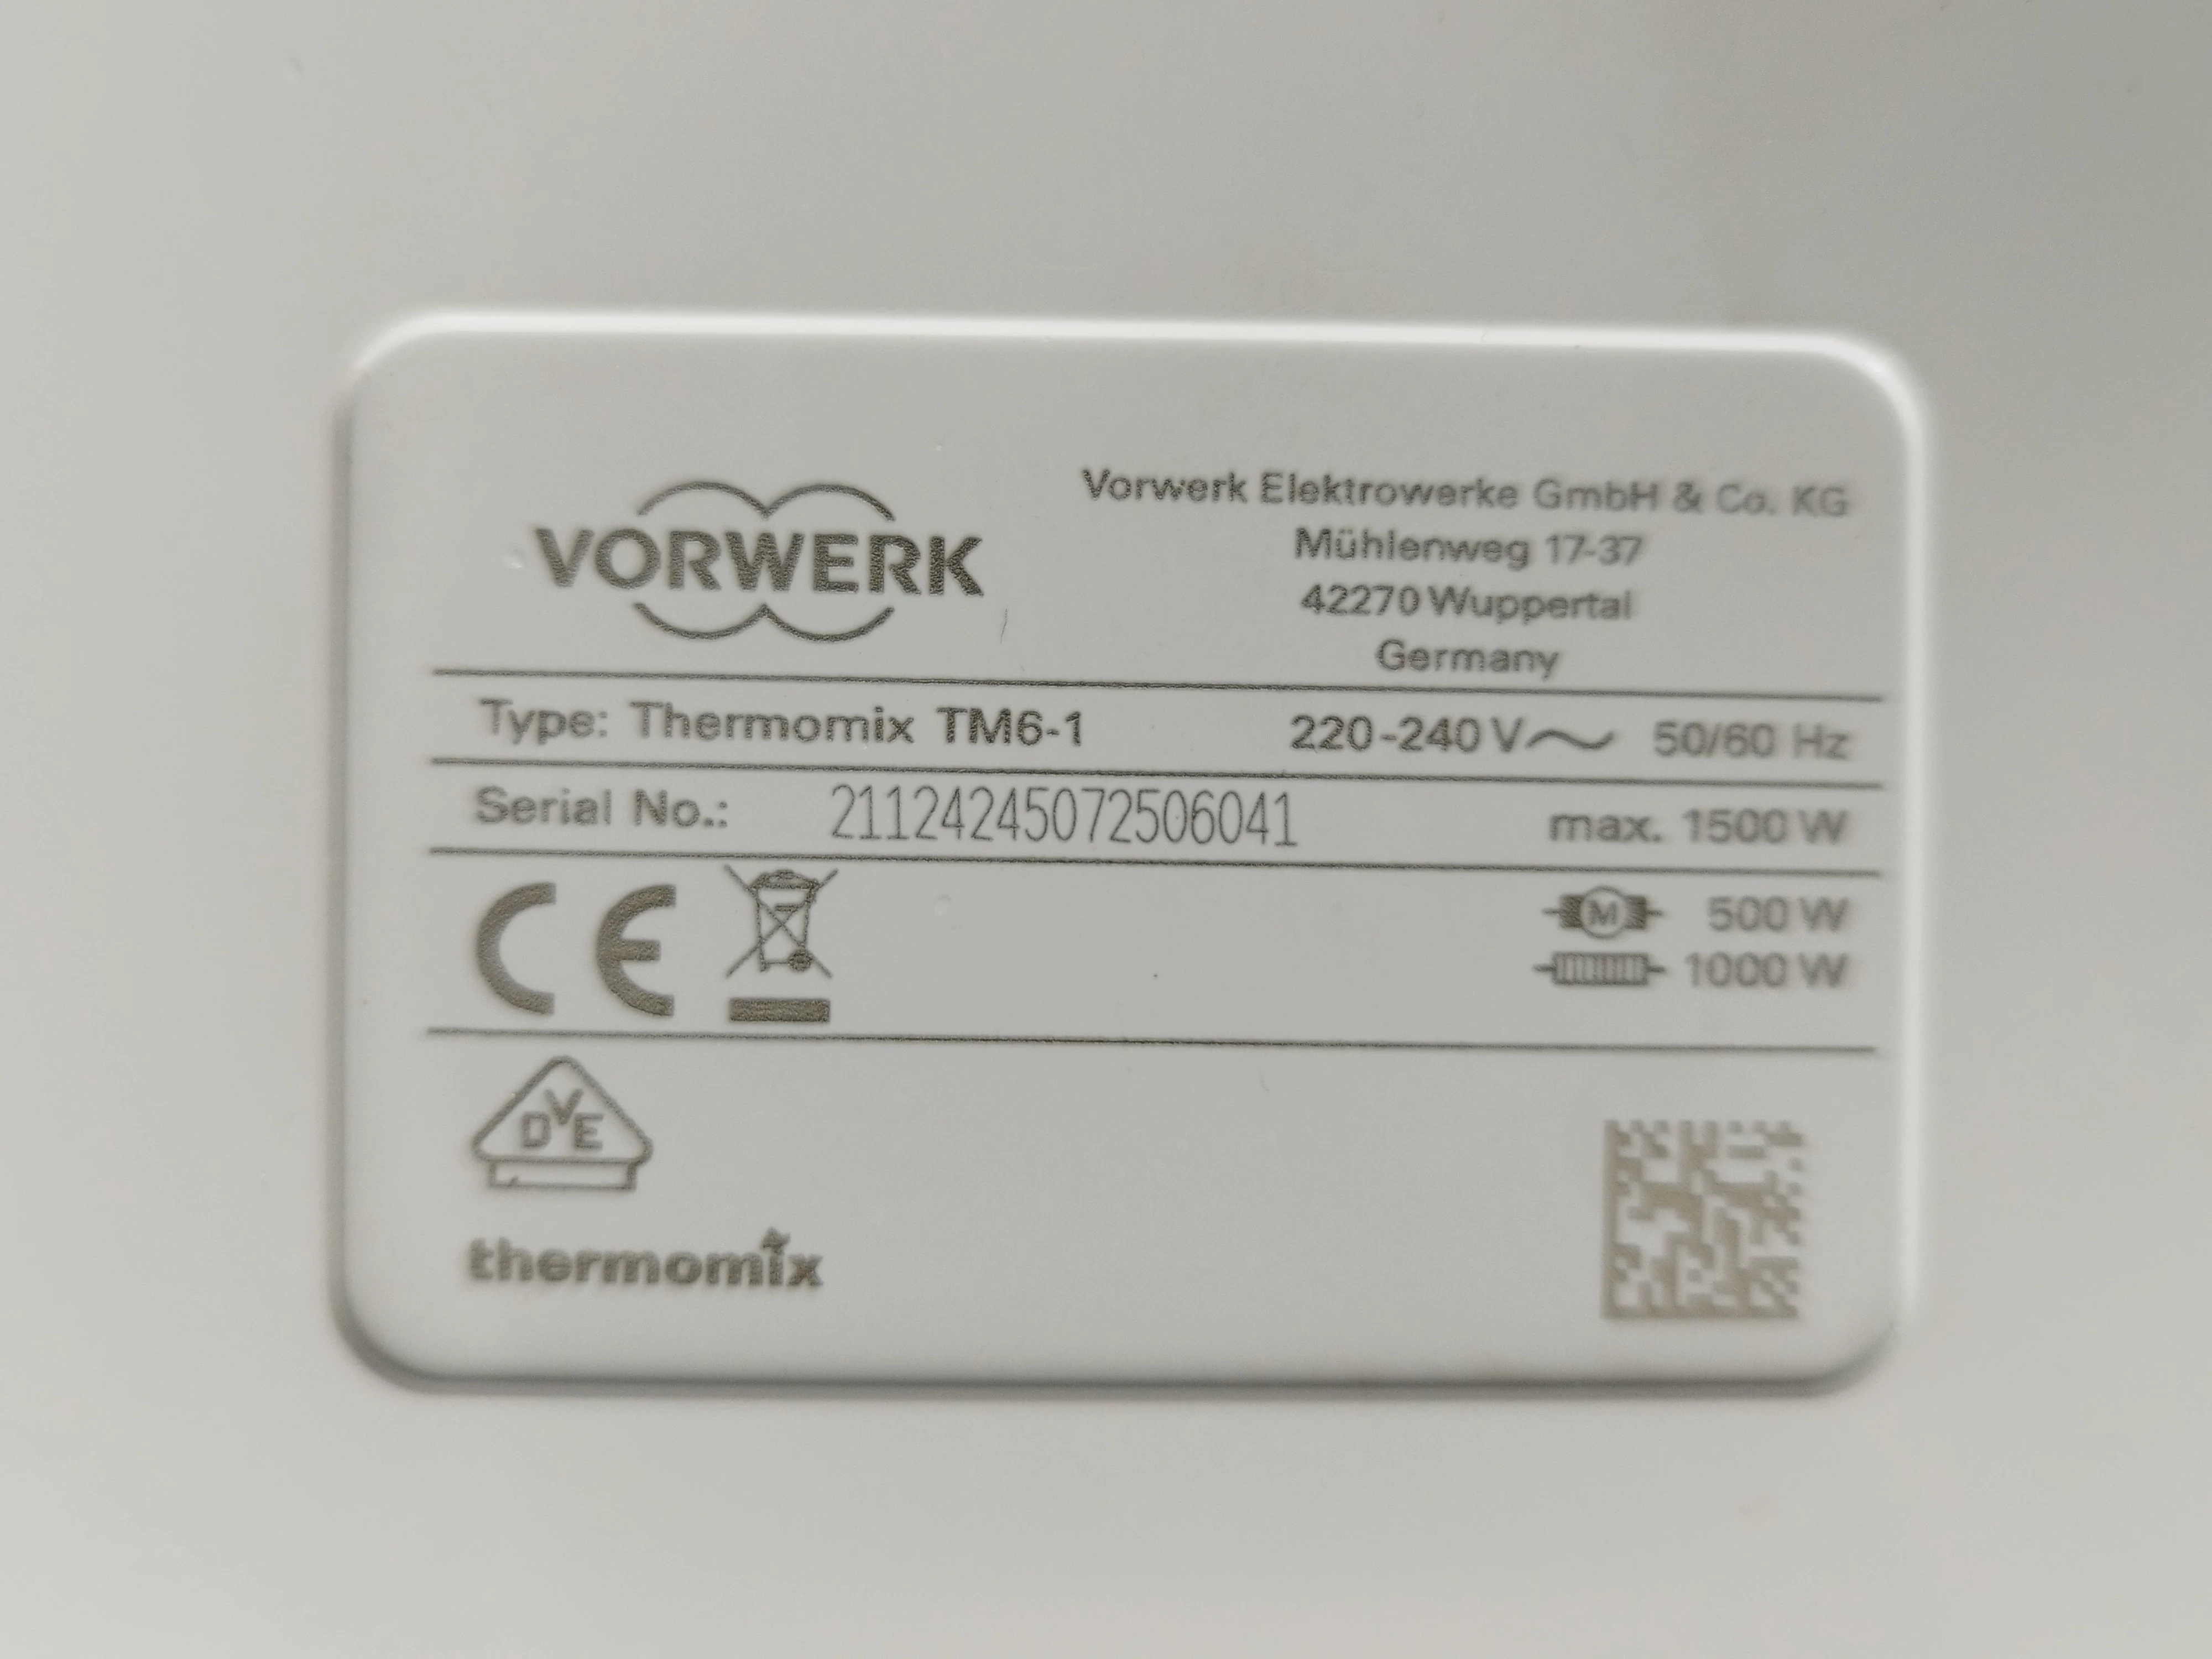 VORWERK
Vorwerk Elektrowerke GmbH & Co. KG
Mühlenweg 17-37
42270 Wuppertal
Germany
Type: Thermomix TM6-1 220-240 V~ 50/60 Hz
Serial No.: 21124245072506041 max. 1500 W
CE
M 500 W
1000 W
DVE
thermomix